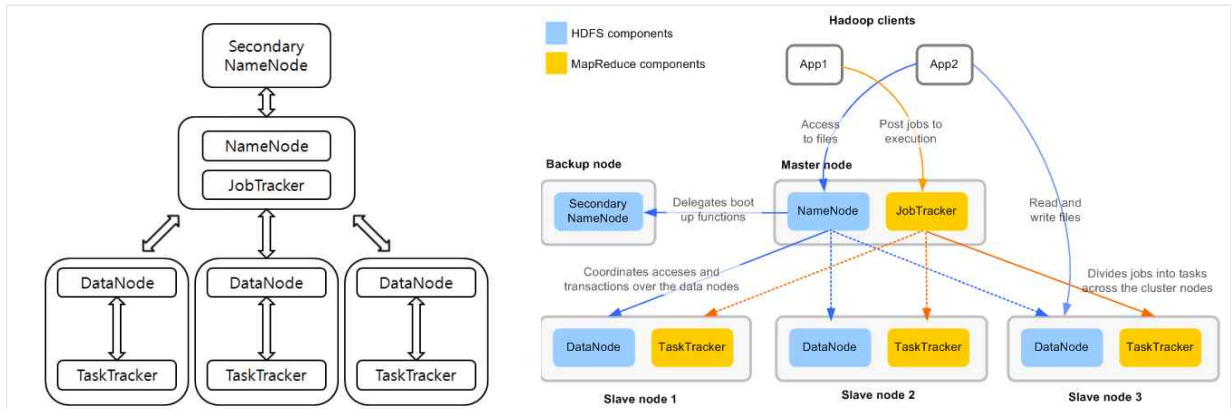 Secondary
NameNode
NameNode
JobTracker
DataNode
DataNode
DataNode
TaskTracker
TaskTracker
TaskTracker
HDFS components
MapReduce components
Hadoop clients
App1
App2
Access
to files
Post jobs to
execution
Backup node
Master node
Secondary
NameNode
Delegates boot
up functions
NameNode
JobTracker
Read and
write files
Coordinates acceses and
transactions over the data nodes
Divides jobs into tasks
across the cluster nodes
DataNode
TaskTracker
DataNode
TaskTracker
DataNode
TaskTracker
Slave node 1
Slave node 2
Slave node 3